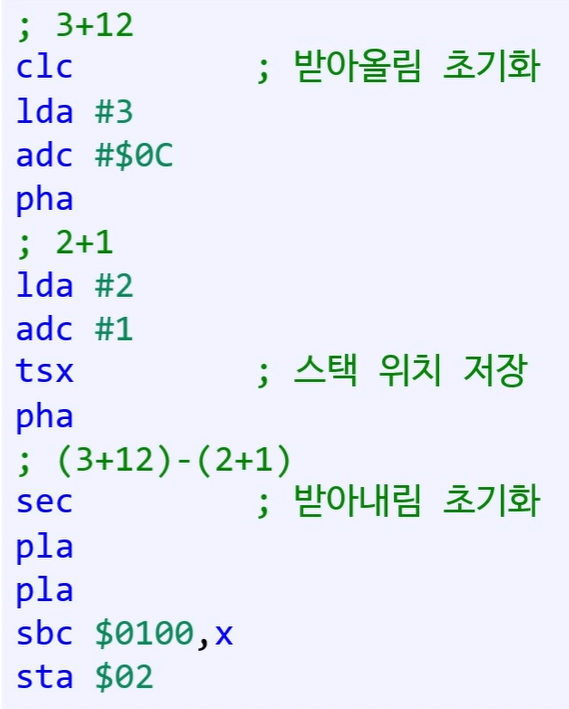 ; 3+12
clc ; 받아올림 초기화
lda #3
adc #$0C
pha
; 2+1
lda #2
adc #1
tsx ; 스택 위치 저장
pha
; (3+12)-(2+1)
sec ; 받아내림 초기화
pla
pla
sbc $0100,x
sta $02